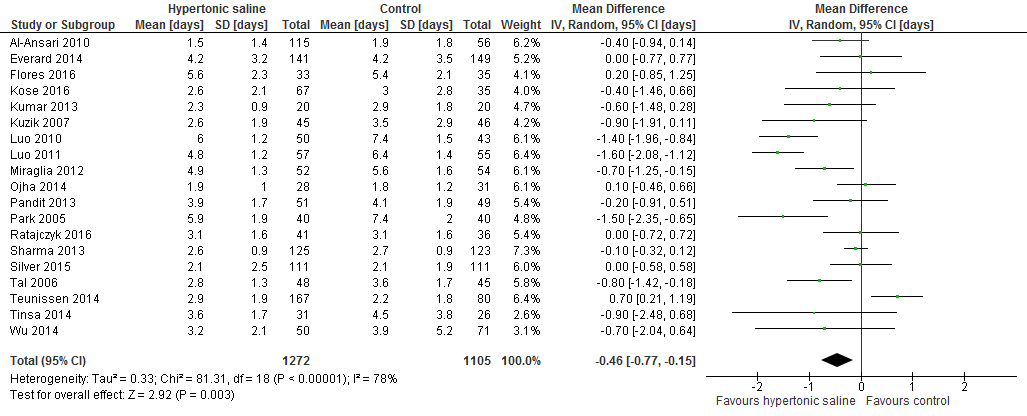 Hypertonic saline Control Mean Difference Mean Difference
Study or Subgroup Mean [days] SD [days] Total Mean [days] SD [days] Total Weight IV, Random, 95% CI [days] IV, Random, 95% CI [days]
Al-Ansari 2010 1.5 1.4 115 1.9 1.8 56 6.2% -0.40 [-0.94, 0.14]
Everard 2014 4.2 3.2 141 4.2 3.5 149 5.2% 0.00 [-0.77, 0.77]
Flores 2016 5.6 2.3 33 5.4 2.1 35 4.1% 0.20 [-0.85, 1.25]
Kose 2016 2.6 2.1 67 3 2.8 35 4.1% -0.40 [-1.46, 0.66]
Kumar 2013 2.3 0.9 20 2.9 1.8 20 4.7% -0.60 [-1.48, 0.28]
Kuzik 2007 2.6 1.9 45 3.5 2.9 46 4.2% -0.90 [-1.91, 0.11]
Luo 2010 6 1.2 50 7.4 1.5 43 6.1% -1.40 [-1.96, -0.84]
Luo 2011 4.8 1.2 57 6.4 1.4 55 6.4% -1.60 [-2.08, -1.12]
Miraglia 2012 4.9 1.3 52 5.6 1.6 54 6.2% -0.70 [-1.25, -0.15]
Ojha 2014 1.9 1 28 1.8 1.2 31 6.1% 0.10 [-0.46, 0.66]
Pandit 2013 3.9 1.7 51 4.1 1.9 49 5.6% -0.20 [-0.91, 0.51]
Park 2005 5.9 1.9 40 7.4 2 40 4.9% -1.50 [-2.35, -0.65]
Ratajczyk 2016 3.1 1.6 41 3.1 1.6 36 5.5% 0.00 [-0.72, 0.72]
Sharma 2013 2.6 0.9 125 2.7 0.9 123 7.3% -0.10 [-0.32, 0.12]
Silver 2015 2.1 2.5 111 2.1 1.9 111 6.0% 0.00 [-0.58, 0.58]
Tal 2006 2.8 1.3 48 3.6 1.7 45 5.9% -0.80 [-1.42, -0.18]
Teunissen 2014 2.9 1.9 167 2.2 1.8 80 6.4% 0.70 [0.21, 1.19]
Tinsa 2014 3.6 1.7 31 4.5 3.8 26 2.6% -0.90 [-2.48, 0.68]
Wu 2014 3.2 2.1 50 3.9 5.2 71 3.1% -0.70 [-2.04, 0.64]
Total (95% CI) 1272 1105 100.0% -0.46 [-0.77, -0.15]
Heterogeneity: Tau² = 0.33; Chi² = 81.31, df = 18 (P < 0.00001); I² = 78%
Test for overall effect: Z = 2.92 (P = 0.003)
-2 -1 0 1 2
Favours hypertonic saline Favours control